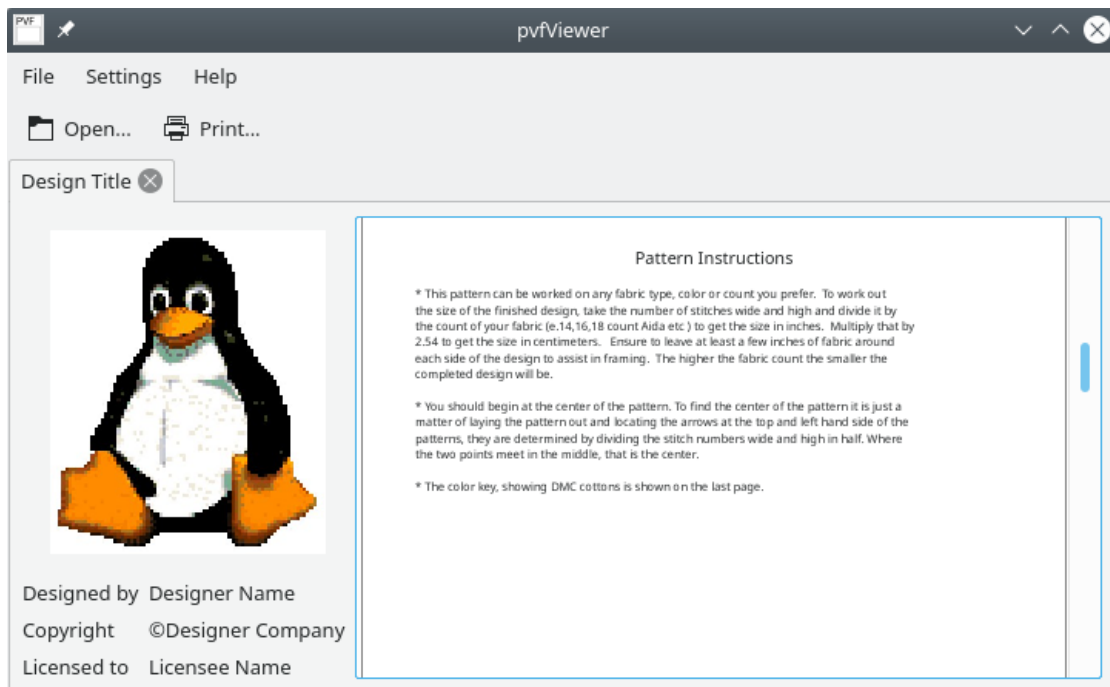 PVF
pvfViewer
File Settings Help
Open... Print...
Design Title
Pattern Instructions
* This pattern can be worked on any fabric type, color or count you prefer. To work out
the size of the finished design, take the number of stitches wide and high and divide it by
the count of your fabric (e.14,16,18 count Aida etc ) to get the size in inches. Multiply that by
2.54 to get the size in centimeters. Ensure to leave at least a few inches of fabric around
each side of the design to assist in framing. The higher the fabric count the smaller the
completed design will be.
* You should begin at the center of the pattern. To find the center of the pattern it is just a
matter of laying the pattern out and locating the arrows at the top and left hand side of the
patterns, they are determined by dividing the stitch numbers wide and high in half. Where
the two points meet in the middle, that is the center.
* The color key, showing DMC cottons is shown on the last page.
Designed by Designer Name
Copyright ©Designer Company
Licensed to Licensee Name